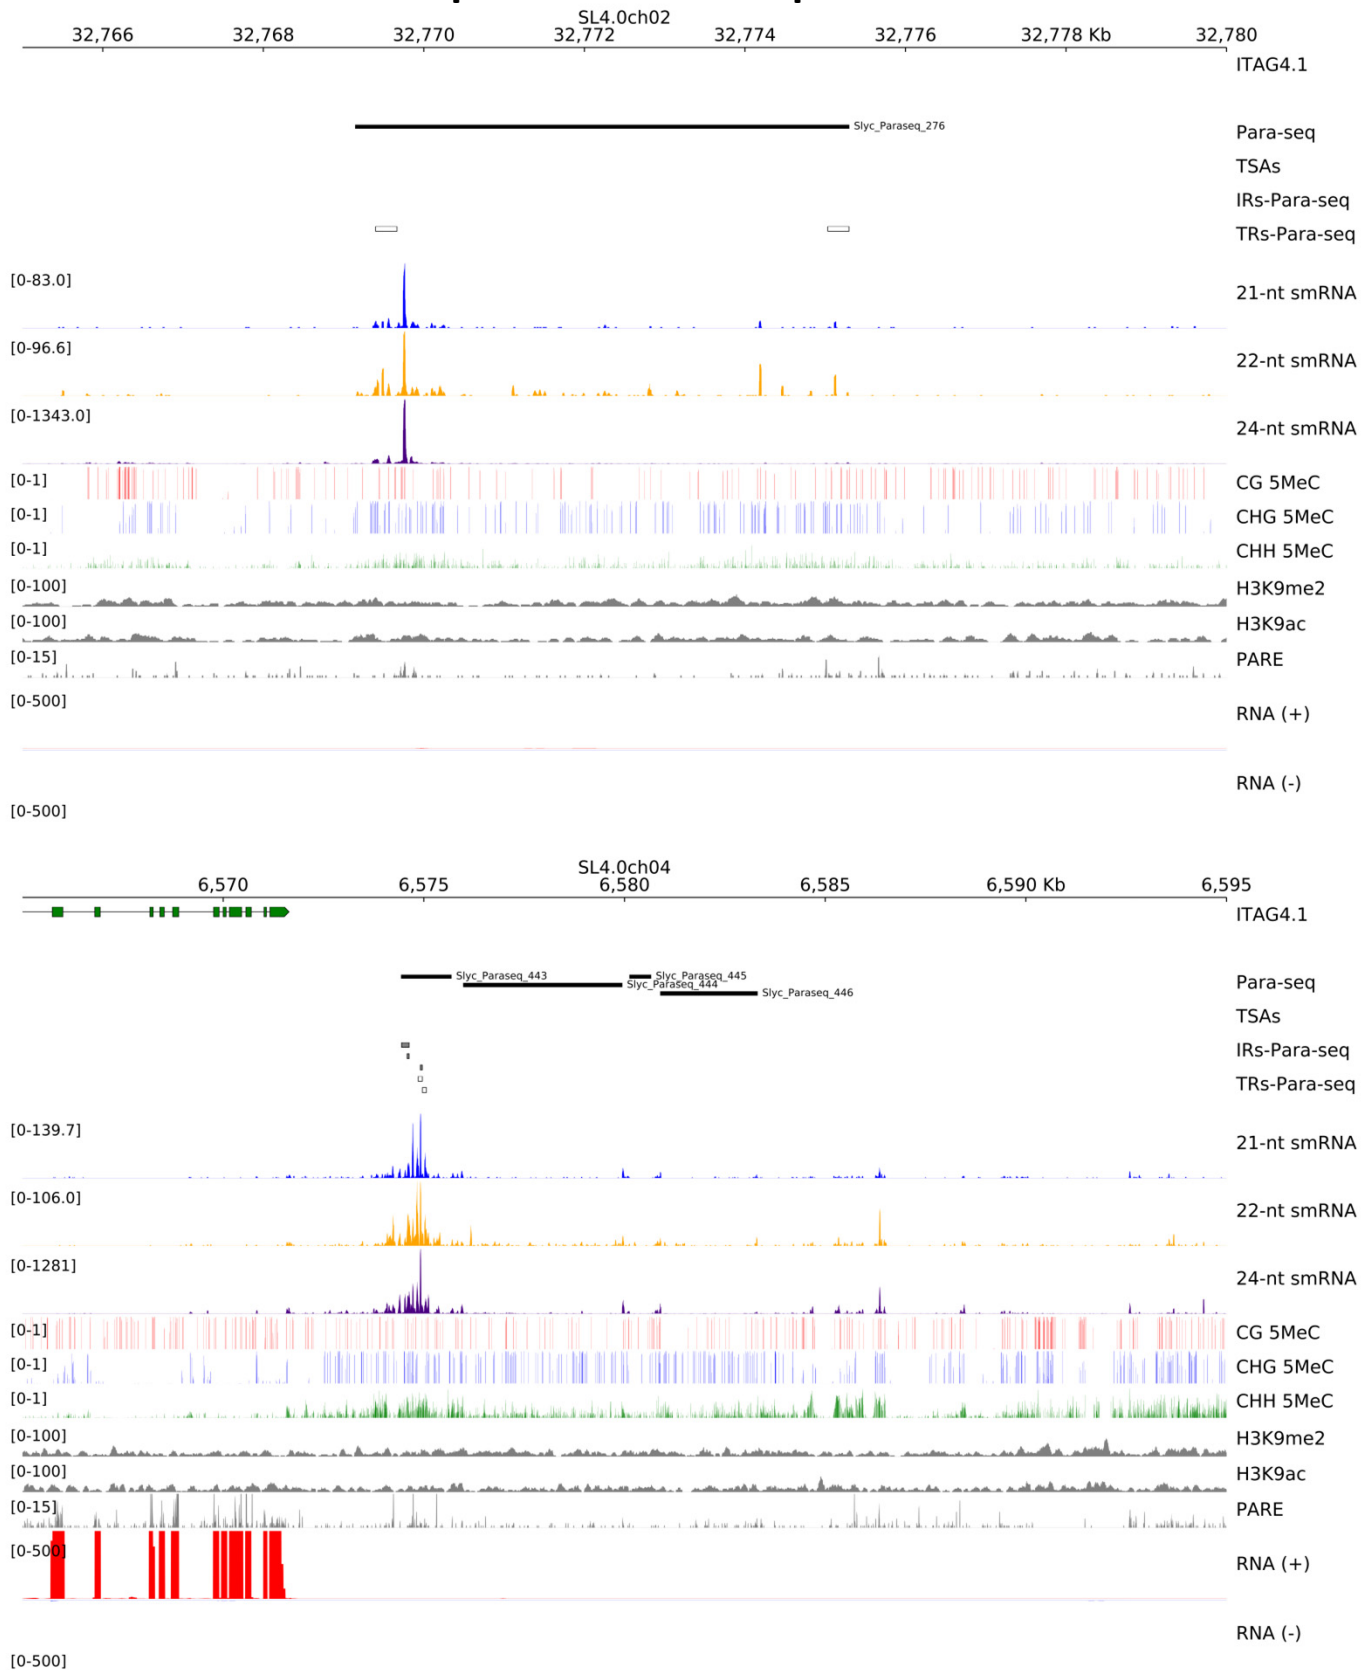 SL4.0ch02
32,766 32,768 32,770 32,772 32,774 32,776 32,778 Kb 32,780
ITAG4.1
Slyc_Paraseq_276
Para-seq
TSAs
IRs-Para-seq
TRs-Para-seq
[0-83.0]
21-nt smRNA
[0-96.6]
22-nt smRNA
[0-1343.0]
24-nt smRNA
[0-1]
CG 5MeC
[0-1]
CHG 5MeC
[0-1]
CHH 5MeC
[0-100]
H3K9me2
[0-100]
H3K9ac
[0-15]
PARE
[0-500]
RNA (+)
RNA (-)
[0-500]
SL4.0ch04
6,570 6,575 6,580 6,585 6,590 Kb 6,595
ITAG4.1
Slyc_Paraseq_443 Slyc_Paraseq_445
Slyc_Paraseq_444
Slyc_Paraseq_446
Para-seq
TSAs
IRs-Para-seq
TRs-Para-seq
[0-139.7]
21-nt smRNA
[0-106.0]
22-nt smRNA
[0-1281]
24-nt smRNA
[0-1]
CG 5MeC
[0-1]
CHG 5MeC
[0-1]
CHH 5MeC
[0-100]
H3K9me2
[0-100]
H3K9ac
[0-15]
PARE
[0-500]
RNA (+)
RNA (-)
[0-500]